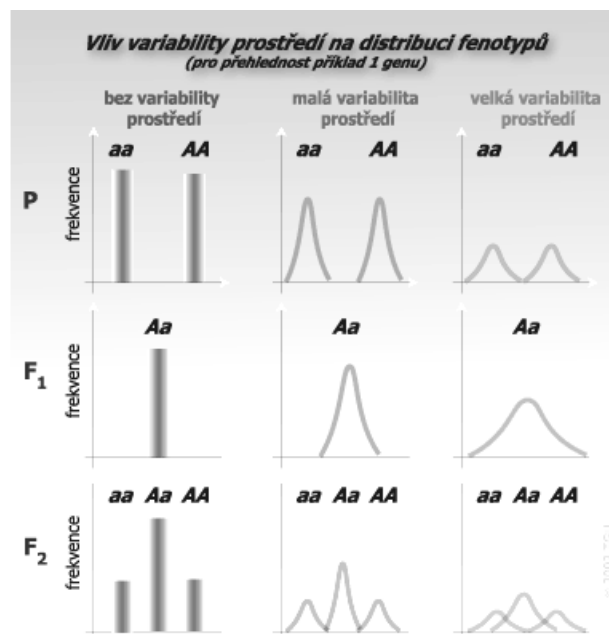 Vliv variability prostředí na distribuci fenotypů
(pro přehlednost příklad 1 genu)
bez variability
prostředí
malá variabilita
prostředí
velká variabilita
prostředí
P
frekvence
aa AA
aa AA
aa AA
F1
frekvence
Aa
Aa
Aa
F2
frekvence
aa Aa AA
aa Aa AA
aa Aa AA